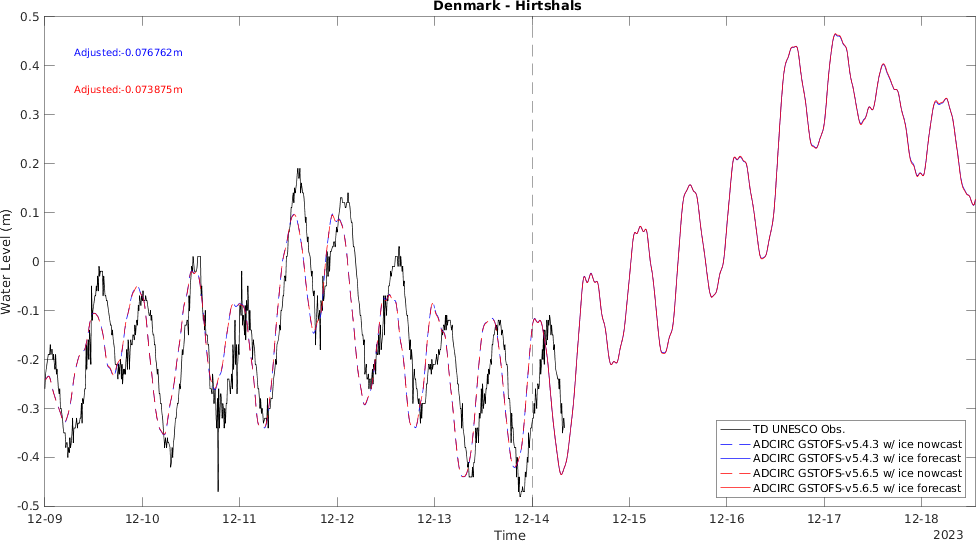 Denmark - Hirtshals
Adjusted:-0.076762m
Adjusted:-0.073875m
Water Level (m)
0.5
0.4
0.3
0.2
0.1
0
-0.1
-0.2
-0.3
-0.4
-0.5
12-09 12-10 12-11 12-12 12-13 12-14 12-15 12-16 12-17 12-18
Time
2023
TD UNESCO Obs.
ADCIRC GSTOFS-v5.4.3 w/ ice nowcast
ADCIRC GSTOFS-v5.4.3 w/ ice forecast
ADCIRC GSTOFS-v5.6.5 w/ ice nowcast
ADCIRC GSTOFS-v5.6.5 w/ ice forecast